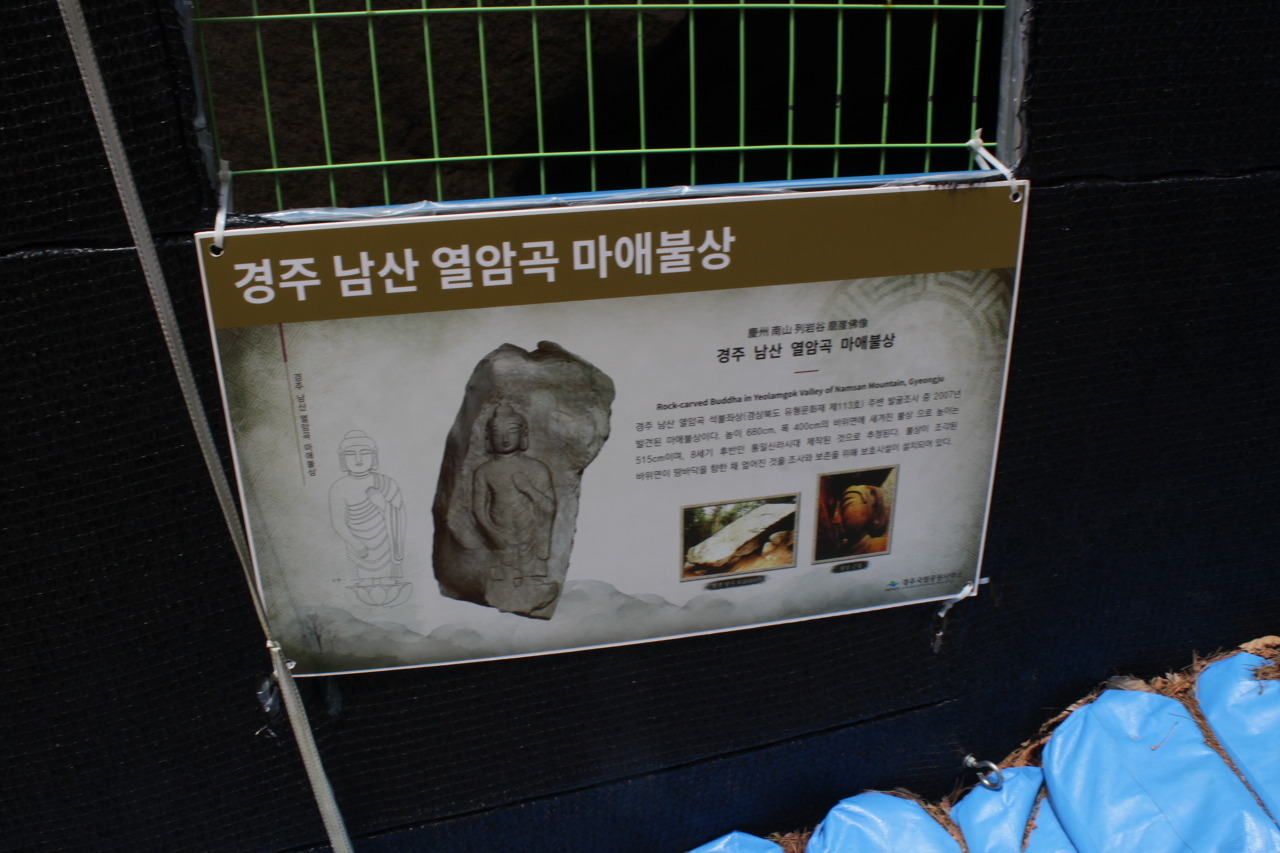 경주 남산 열암곡 마애불상
慶州 南山 列岩谷 磨崖佛像
경주 남산 열암곡 마애불상
Rock-carved Buddha in Yeolamgok Valley of Namsan Mountain, Gyeongju
경주 남산 열암곡 석불좌상(경상북도 유형문화재 제113호) 주변 발굴조사 중 2007년
발견된 마애불상이다. 높이 680cm, 폭 400cm의 바위면에 새겨진 불상 으로 높이는
515cm이며, 8세기 후반인 통일신라시대 제작된 것으로 추정된다. 불상이 조각된
바위면이 땅바닥을 향한 채 엎어진 것을 조사와 보존을 위해 보호시설이 설치되어 있다.
경주 남산 열암곡 마애불상
경주국립공원사무소